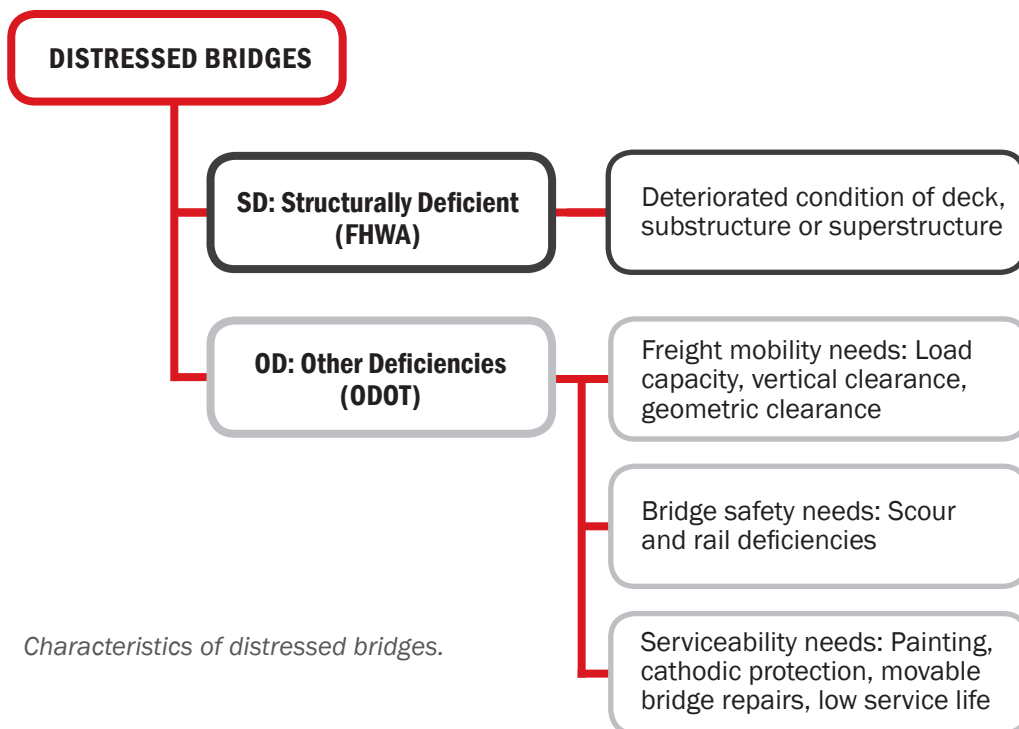 DISTRESSED BRIDGES
SD: Structurally Deficient
(FHWA)
Deteriorated condition of deck,
substructure or superstructure
OD: Other Deficiencies
(ODOT)
Freight mobility needs: Load
capacity, vertical clearance,
geometric clearance
Bridge safety needs: Scour
and rail deficiencies
Serviceability needs: Painting,
cathodic protection, movable
bridge repairs, low service life
Characteristics of distressed bridges.